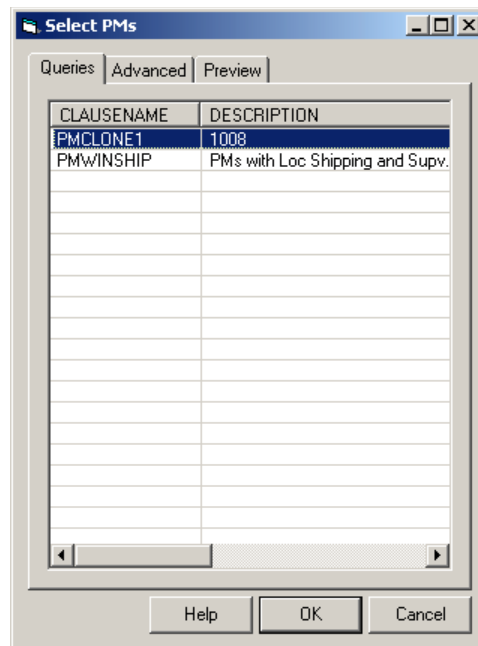 Select PMs
Queries Advanced Preview
CLAUSENAME DESCRIPTION
PMCLONE1 1008
PMWINSHIP PMs with Loc Shipping and Supv.
Help OK Cancel